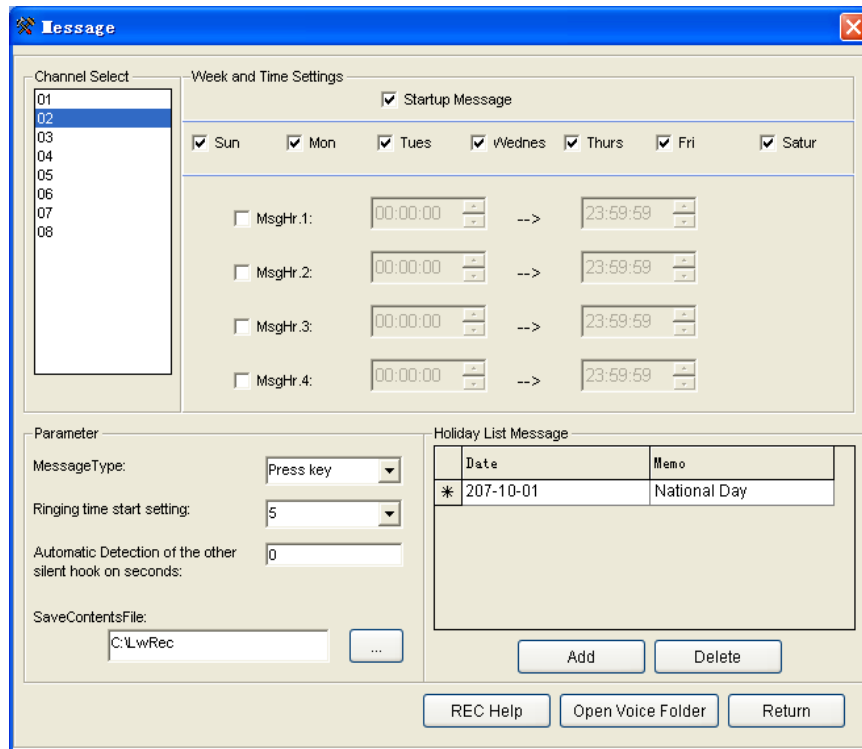 Message
Channel Select
01
02
03
04
05
06
07
08
Week and Time Settings
Startup Message
Sun Mon Tues Wednes Thurs Fri Satur
MsgHr.1: 00:00:00 --> 23:59:59
MsgHr.2: 00:00:00 --> 23:59:59
MsgHr.3: 00:00:00 --> 23:59:59
MsgHr.4: 00:00:00 --> 23:59:59
Parameter
MessageType: Press key
Ringing time start setting: 5
Automatic Detection of the other 0
silent hook on seconds:
SaveContentsFile:
C:\LwRec ...
Holiday List Message
Date Memo
* 207-10-01 National Day
Add Delete
REC Help Open Voice Folder Return